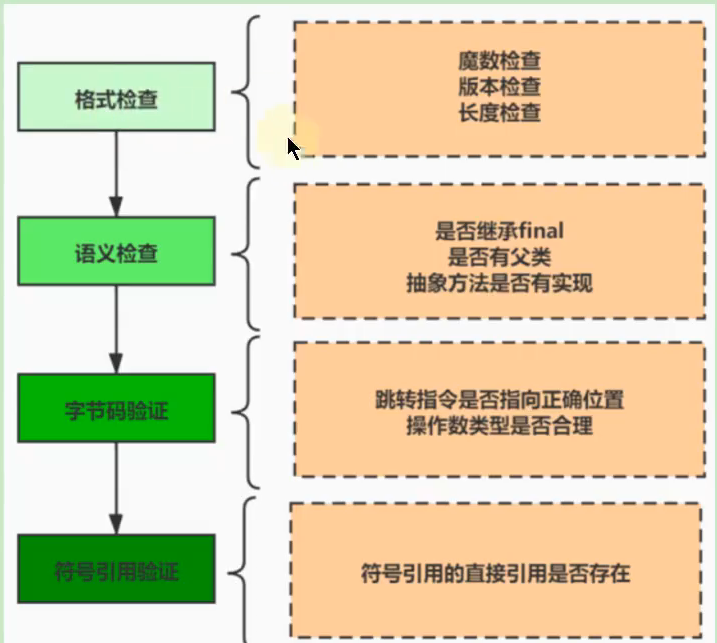 格式检查
魔数检查
版本检查
长度检查
语义检查
是否继承final
是否有父类
抽象方法是否有实现
字节码验证
跳转指令是否指向正确位置
操作数类型是否合理
符号引用验证
符号引用的直接引用是否存在